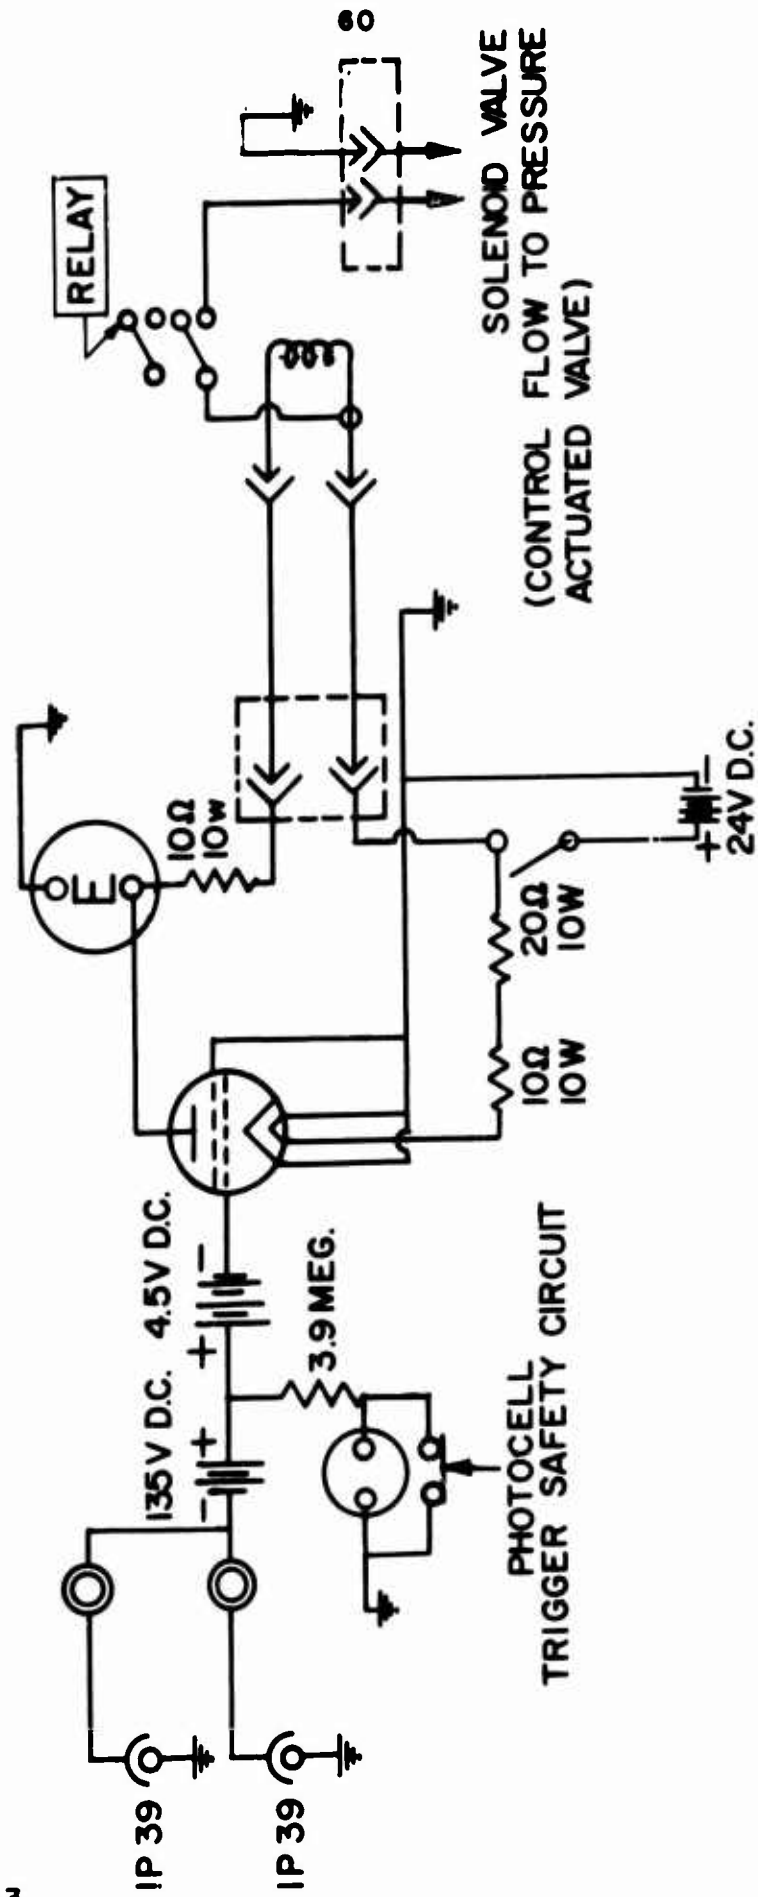 60
RELAY
SOLENOID VALVE
(CONTROL FLOW TO PRESSURE
ACTUATED VALVE)
E
10Ω
10W
20Ω
10W
10Ω
10W
+ -
24V D.C.
135V D.C.
- +
4.5V D.C.
+ -
3.9 MEG.
PHOTOCELL
TRIGGER SAFETY CIRCUIT
IP 39
IP 39